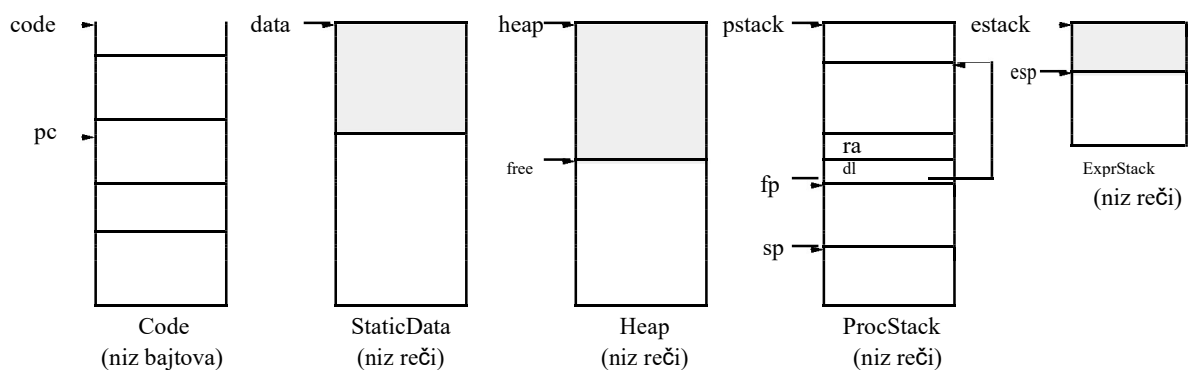 code
data
heap
pstack
estack
esp
pc
ra
free
dl
ExprStack
fp
(niz reči)
sp
Code
StaticData
Heap
ProcStack
(niz bajtova)
(niz reči)
(niz reči)
(niz reči)